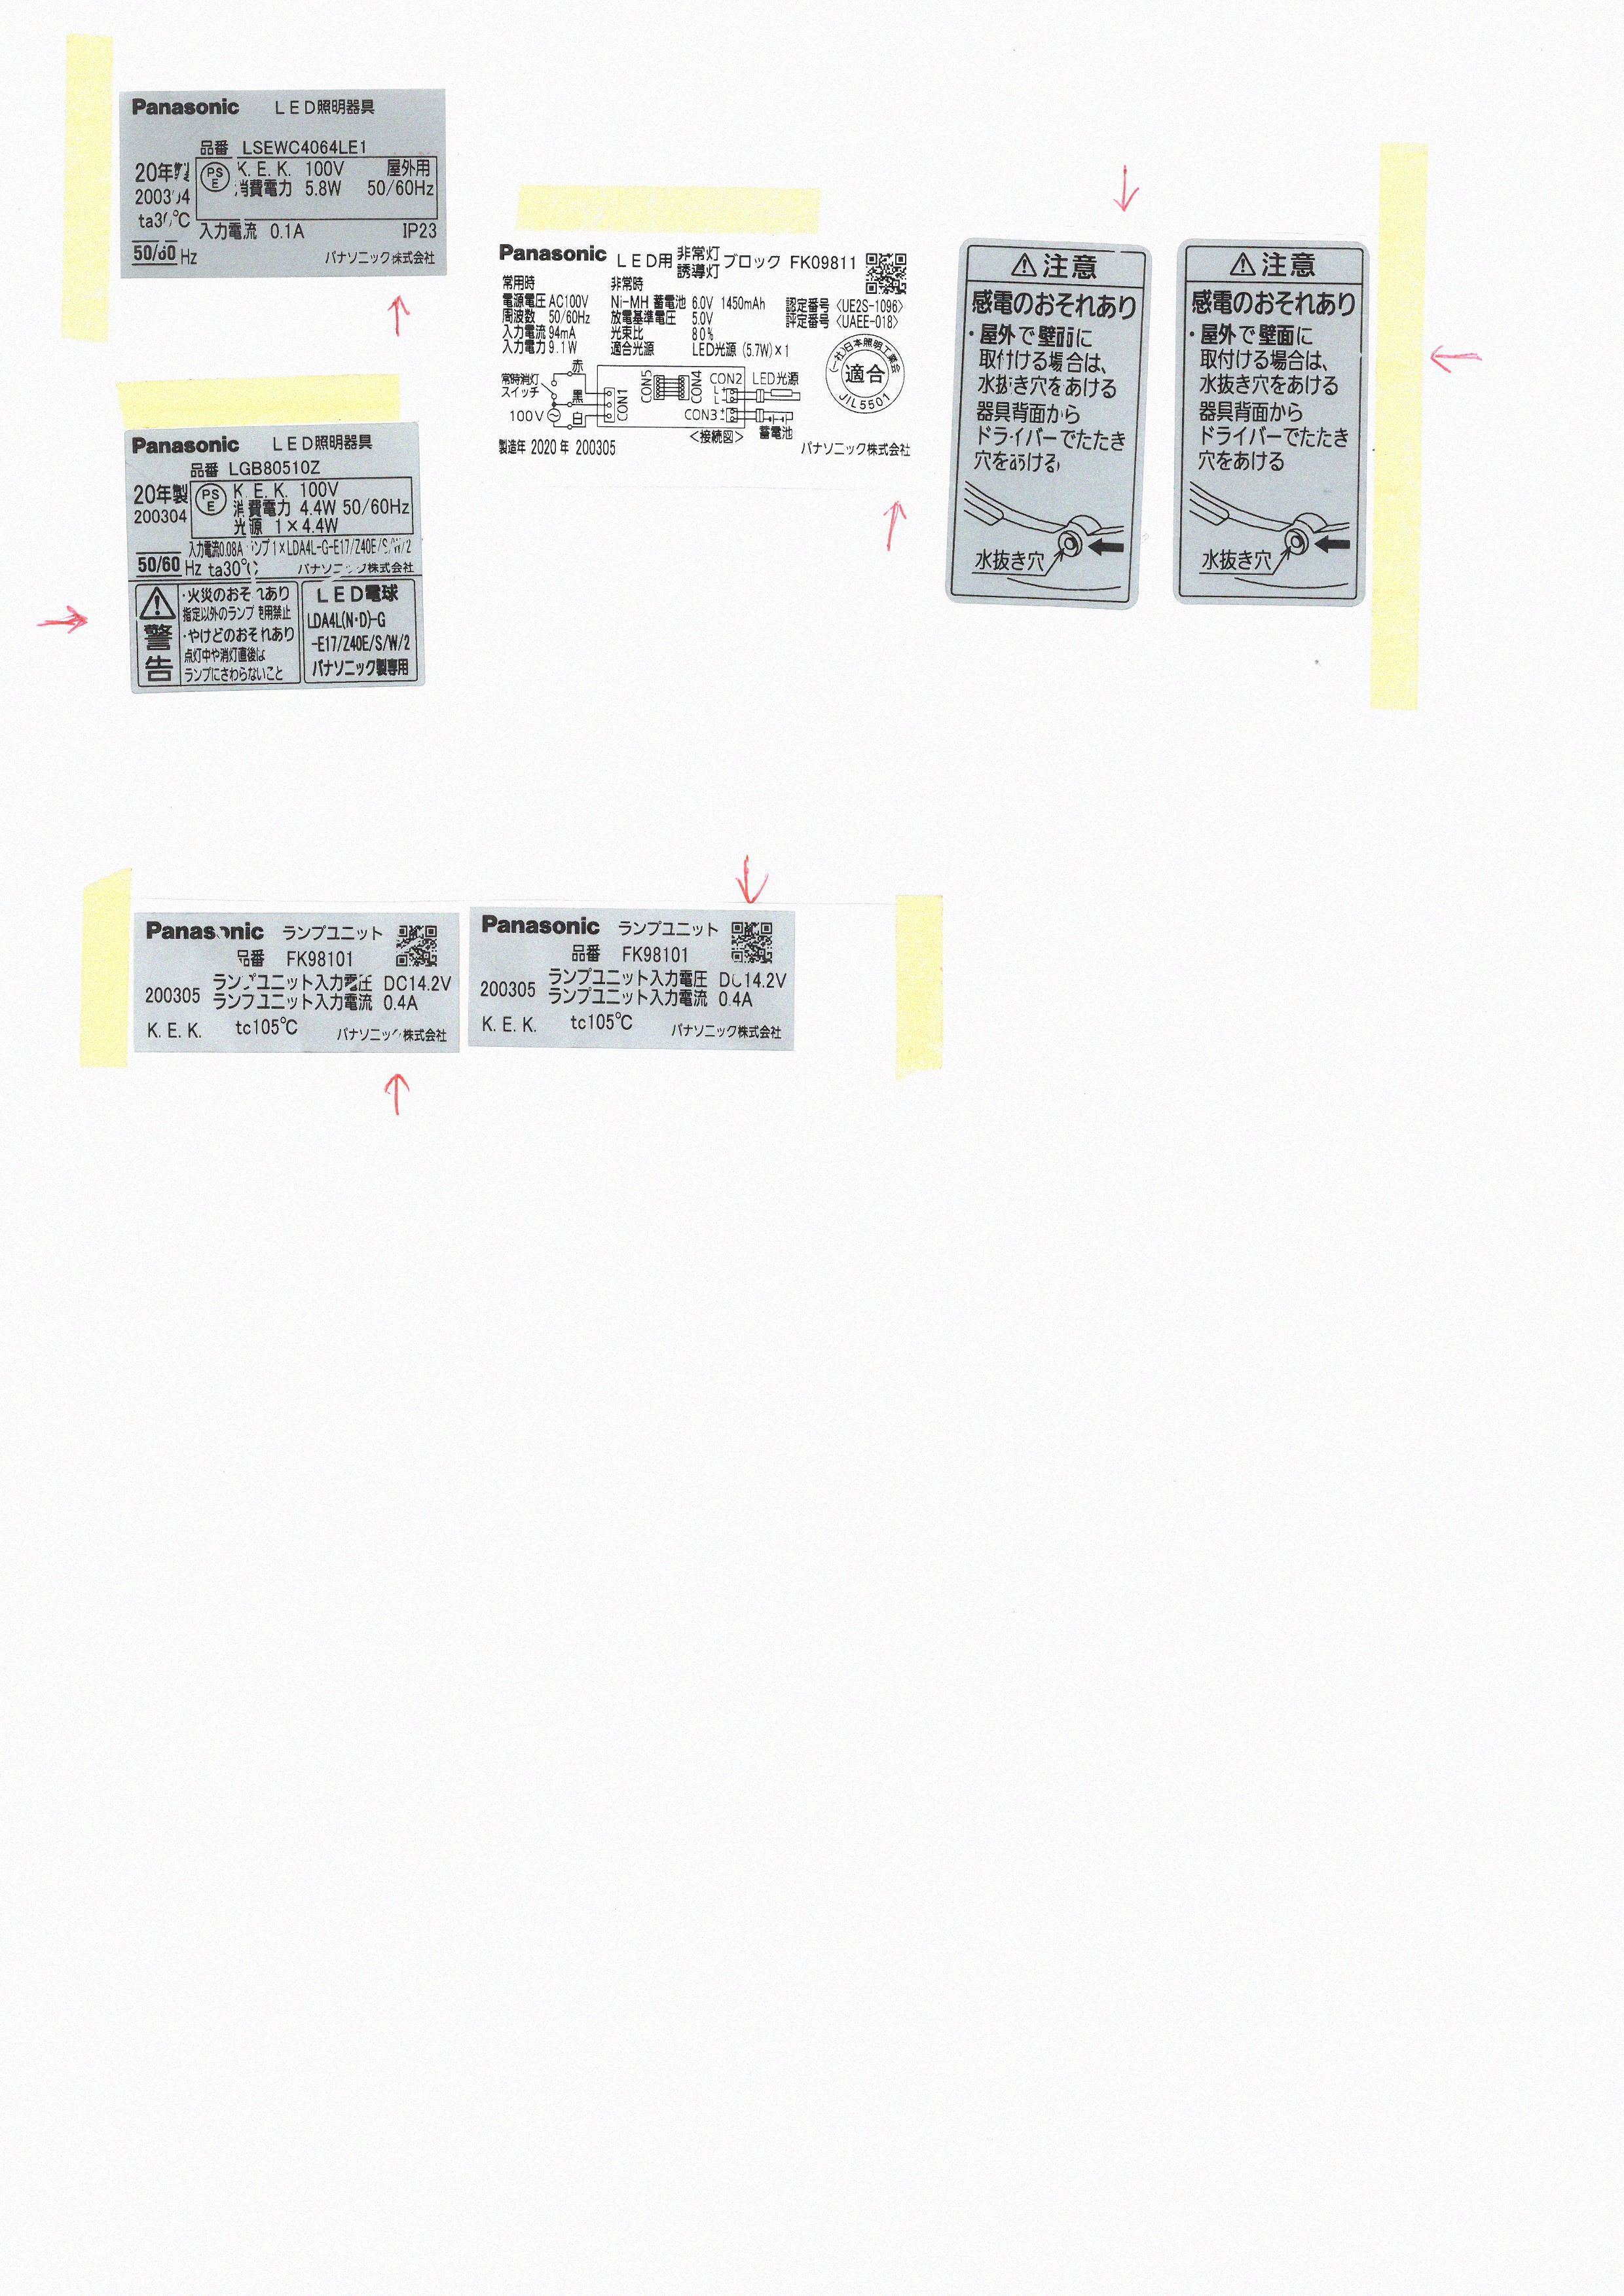 Panasonic LED照明器具
品番 LSEWC4064LE1
20年製
PS E K.E.K. 100V 屋外用
消費電力 5.8W 50/60Hz
200304
ta30℃
入力電流 0.1A IP23
50/60 Hz パナソニック株式会社
Panasonic LED照明器具
品番 LGB80510Z
20年製
200304
PS E K.E.K. 100V
消費電力 4.4W 50/60Hz
光源 1×4.4W
入力電流0.08A ランプ1×LDA4L-G-E17/Z40E/S/W/2
50/60 Hz ta30℃ パナソニック株式会社
警告
・火災のおそれあり
指定以外のランプ使用禁止
・やけどのおそれあり
点灯中や消灯直後は
ランプにさわらないこと
LED電球
LDA4L(N・D)-G
-E17/Z40E/S/W/2
パナソニック製専用
Panasonic LED用 非常灯 誘導灯 ブロック FK09811
常用時 非常時
電源電圧 AC100V Ni-MH 蓄電池 6.0V 1450mAh 認定番号〈UE2S-1096〉
周波数 50/60Hz 放電基準電圧 5.0V 評定番号〈UAEE-018〉
入力電流 94mA 光束比 80%
入力電力 9.1W 適合光源 LED光源 (5.7W)×1
(一社)日本照明工業会
適合
JIL5501
常時消灯
スイッチ
赤
黒
白
100V
CON1
CON5
CON4
CON2 LED光源
L+
L-
CON3 + -
蓄電池
<接続図>
製造年 2020 年 200305 パナソニック株式会社
注意
感電のおそれあり
・屋外で壁面に
取付ける場合は、
水抜き穴をあける
器具背面から
ドライバーでたたき
穴をあける
水抜き穴
注意
感電のおそれあり
・屋外で壁面に
取付ける場合は、
水抜き穴をあける
器具背面から
ドライバーでたたき
穴をあける
水抜き穴
Panasonic ランプユニット
品番 FK98101
ランプユニット入力電圧 DC14.2V
200305 ランプユニット入力電流 0.4A
K.E.K. tc105℃ パナソニック株式会社
Panasonic ランプユニット
品番 FK98101
ランプユニット入力電圧 DC14.2V
200305 ランプユニット入力電流 0.4A
K.E.K. tc105℃ パナソニック株式会社